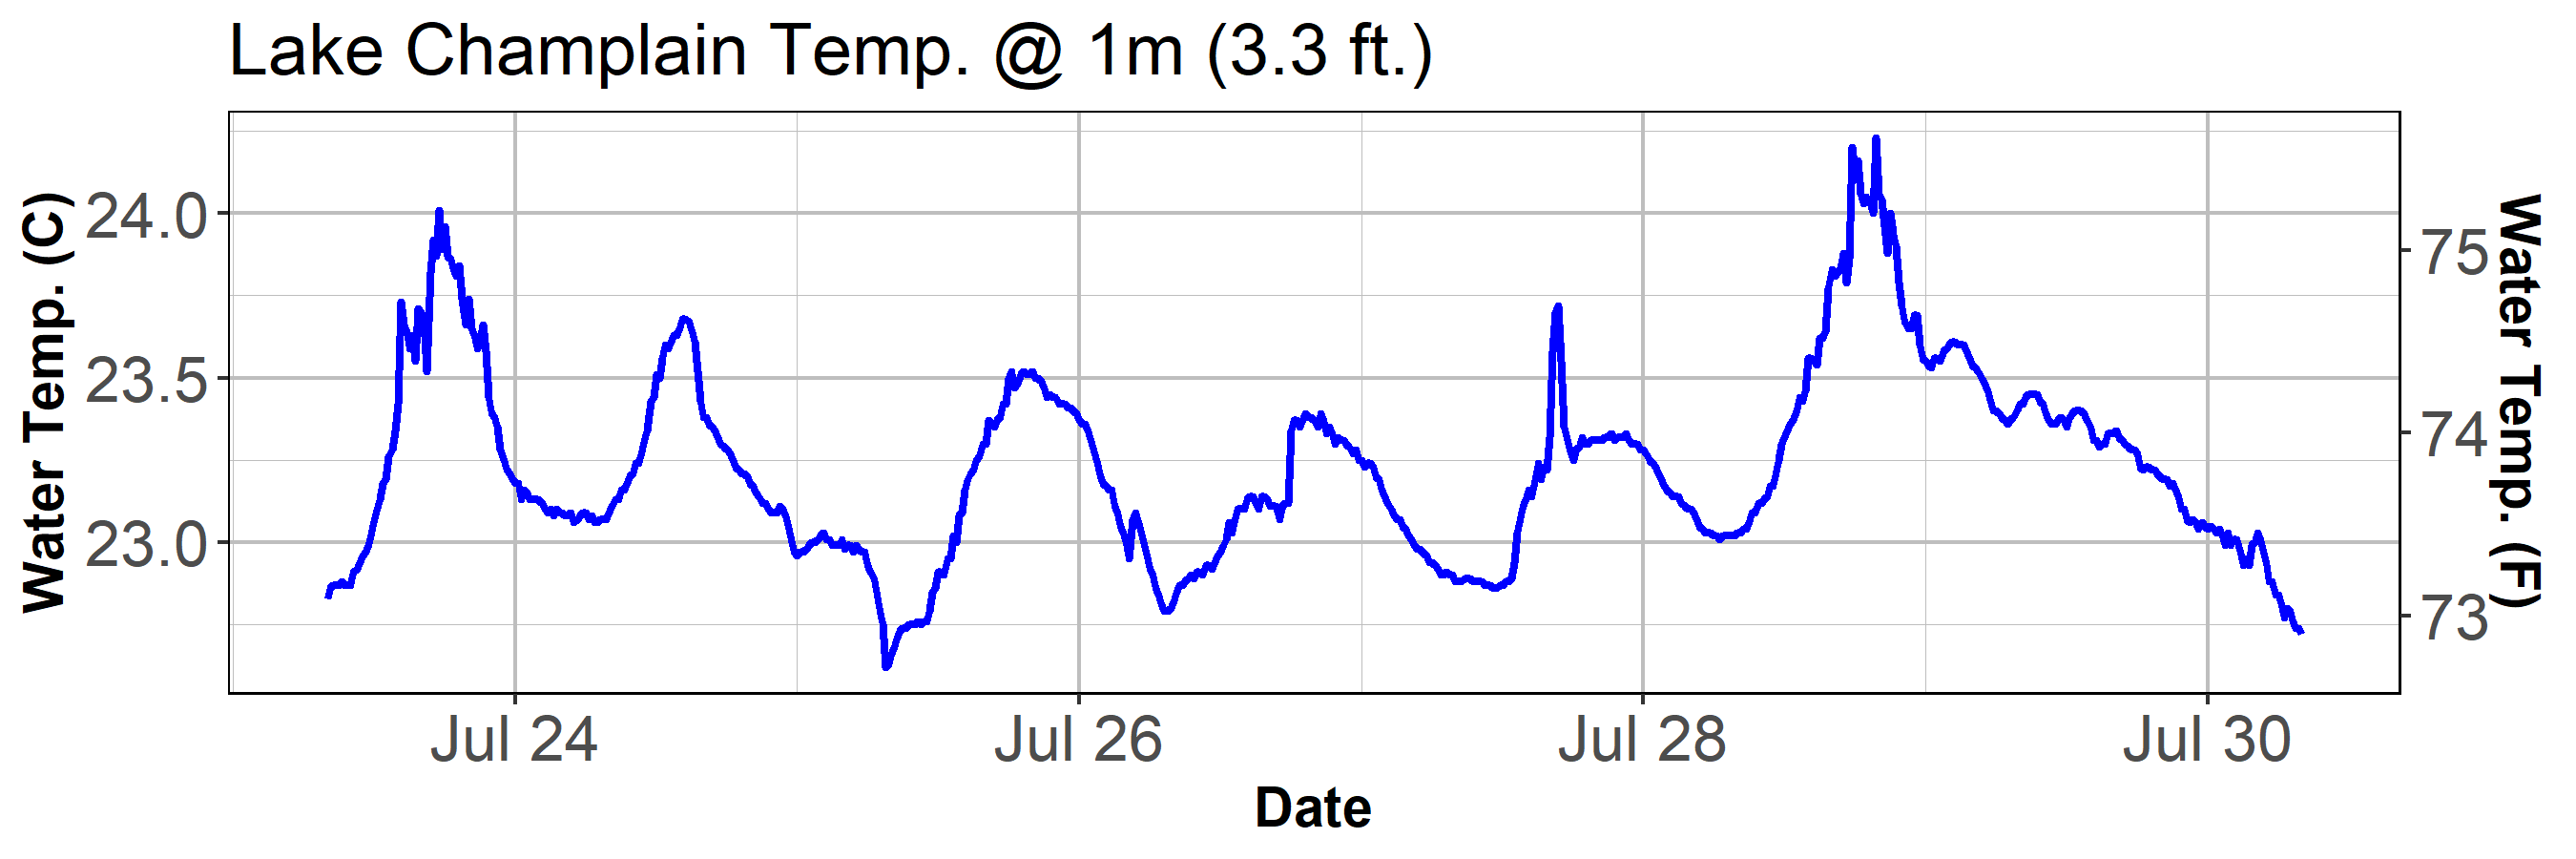 Lake Champlain Temp. @ 1m (3.3 ft.)
Water Temp. (C)
24.0
23.5
23.0
75
74
73
Water Temp. (F)
Jul 24
Jul 26
Jul 28
Jul 30
Date